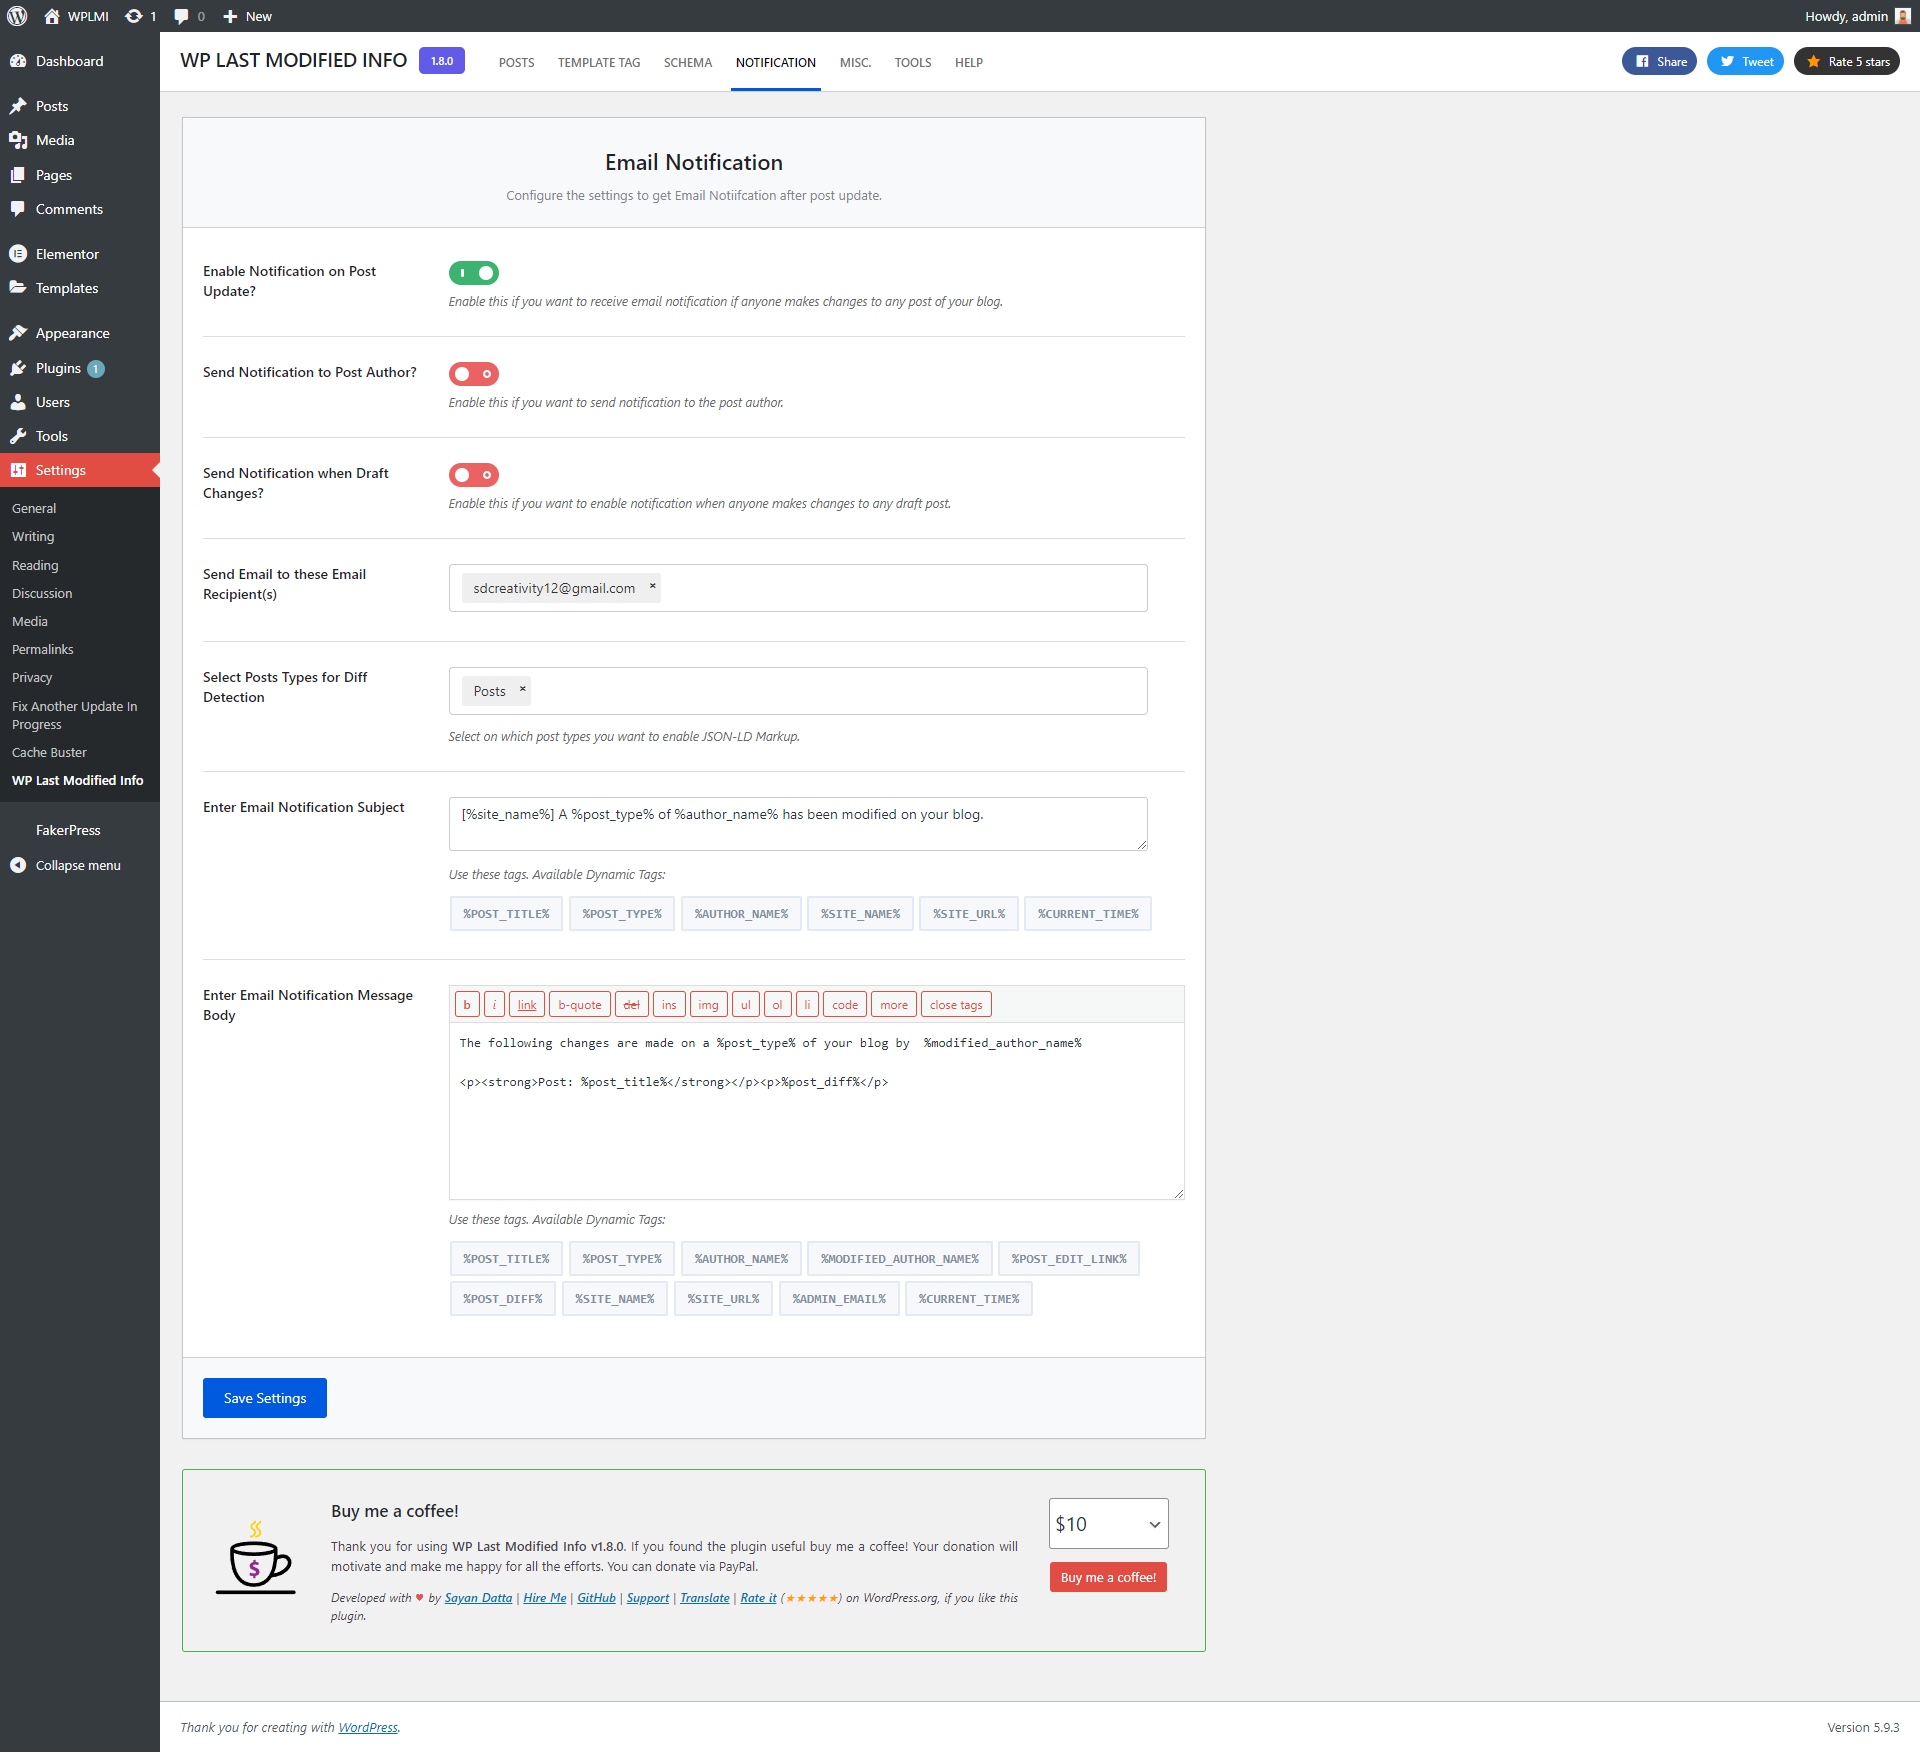 WPLMI 1 0 New Howdy, admin
Dashboard
Posts
Media
Pages
Comments
Elementor
Templates
Appearance
Plugins 1
Users
Tools
Settings
General
Writing
Reading
Discussion
Media
Permalinks
Privacy
Fix Another Update In
Progress
Cache Buster
WP Last Modified Info
FakerPress
Collapse menu
WP LAST MODIFIED INFO 1.8.0 POSTS TEMPLATE TAG SCHEMA NOTIFICATION MISC. TOOLS HELP Share Tweet Rate 5 stars
Email Notification
Configure the settings to get Email Notiifcation after post update.
Enable Notification on Post
Update?
Enable this if you want to receive email notification if anyone makes changes to any post of your blog.
Send Notification to Post Author?
Enable this if you want to send notification to the post author.
Send Notification when Draft
Changes?
Enable this if you want to enable notification when anyone makes changes to any draft post.
Send Email to these Email
Recipient(s)
sdcreativity12@gmail.com ×
Select Posts Types for Diff
Detection
Posts ×
Select on which post types you want to enable JSON-LD Markup.
Enter Email Notification Subject
[%site_name%] A %post_type% of %author_name% has been modified on your blog.
Use these tags. Available Dynamic Tags:
%POST_TITLE% %POST_TYPE% %AUTHOR_NAME% %SITE_NAME% %SITE_URL% %CURRENT_TIME%
Enter Email Notification Message
Body
b i link b-quote del ins img ul ol li code more close tags
The following changes are made on a %post_type% of your blog by  %modified_author_name%
<p><strong>Post: %post_title%</strong></p><p>%post_diff%</p>
Use these tags. Available Dynamic Tags:
%POST_TITLE% %POST_TYPE% %AUTHOR_NAME% %MODIFIED_AUTHOR_NAME% %POST_EDIT_LINK%
%POST_DIFF% %SITE_NAME% %SITE_URL% %ADMIN_EMAIL% %CURRENT_TIME%
Save Settings
Buy me a coffee!
Thank you for using WP Last Modified Info v1.8.0. If you found the plugin useful buy me a coffee! Your donation will
motivate and make me happy for all the efforts. You can donate via PayPal.
Developed with ♥ by Sayan Datta | Hire Me | GitHub | Support | Translate | Rate it (★★★★★) on WordPress.org, if you like this
plugin.
$
$10
Buy me a coffee!
Thank you for creating with WordPress.
Version 5.9.3